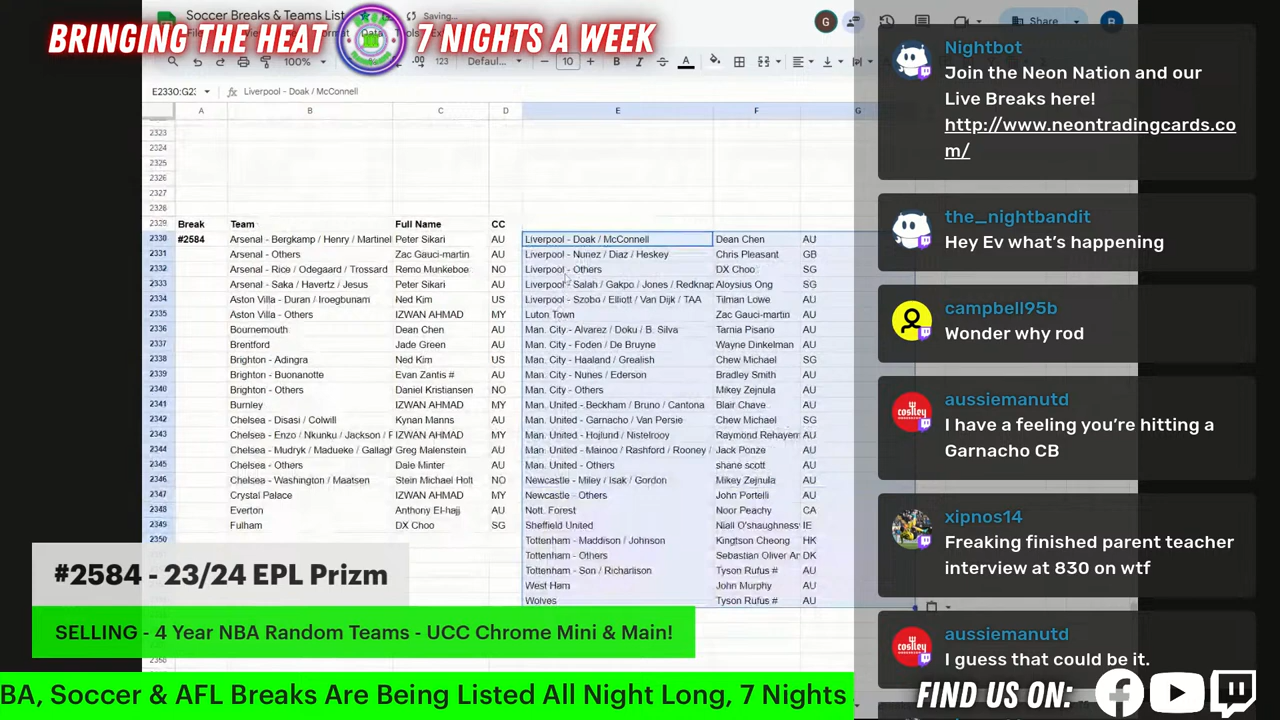 Soccer Breaks & Teams List
Saving...
BRINGING THE HEAT 7 NIGHTS A WEEK
Share
100% 123 Defaul... 10 B I A
E2330:G23 fx Liverpool - Doak / McConnell
A B C D E F G
2323
2324
2325
2326
2327
2328
2329 Break Team Full Name CC
2330 #2584 Arsenal - Bergkamp / Henry / Martinel Peter Sikari AU Liverpool - Doak / McConnell Dean Chen AU
2331 Arsenal - Others Zac Gauci-martin AU Liverpool - Nunez / Diaz / Heskey Chris Pleasant GB
2332 Arsenal - Rice / Odegaard / Trossard Remo Munkeboe NO Liverpool - Others DX Choo SG
2333 Arsenal - Saka / Havertz / Jesus Peter Sikari AU Liverpool - Salah / Gakpo / Jones / Redknap Aloysius Ong SG
2334 Aston Villa - Duran / Iroegbunam Ned Kim US Liverpool - Szobo / Elliott / Van Dijk / TAA Tilman Lowe AU
2335 Aston Villa - Others IZWAN AHMAD MY Luton Town Zac Gauci-martin AU
2336 Bournemouth Dean Chen AU Man. City - Alvarez / Doku / B. Silva Tarnia Pisano AU
2337 Brentford Jade Green AU Man. City - Foden / De Bruyne Wayne Dinkelman AU
2338 Brighton - Adingra Ned Kim US Man. City - Haaland / Grealish Chew Michael SG
2339 Brighton - Buonanotte Evan Zantis # AU Man. City - Nunes / Ederson Bradley Smith AU
2340 Brighton - Others Daniel Kristiansen NO Man. City - Others Mikey Zejnula AU
2341 Burnley IZWAN AHMAD MY Man. United - Beckham / Bruno / Cantona Blair Chave AU
2342 Chelsea - Disasi / Colwill Kynan Manns AU Man. United - Garnacho / Van Persie Chew Michael SG
2343 Chelsea - Enzo / Nkunku / Jackson / F IZWAN AHMAD MY Man. United - Hojlund / Nistelrooy Raymond Rehayem AU
2344 Chelsea - Mudryk / Madueke / Gallagh Greg Malenstein AU Man. United - Mainoo / Rashford / Rooney / Jack Ponze AU
2345 Chelsea - Others Dale Minter AU Man. United - Others shane scott AU
2346 Chelsea - Washington / Maatsen Stein Michael Holt NO Newcastle - Miley / Isak / Gordon Mikey Zejnula AU
2347 Crystal Palace IZWAN AHMAD MY Newcastle - Others John Portelli AU
2348 Everton Anthony El-hajj AU Nott. Forest Noor Peachy CA
2349 Fulham DX Choo SG Sheffield United Niall O'shaughness IE
2350 Tottenham - Maddison / Johnson Kingtson Cheong HK
Tottenham - Others Sebastian Oliver An DK
Tottenham - Son / Richarlison Tyson Rufus # AU
West Ham John Murphy AU
Wolves Tyson Rufus # AU
#2584 - 23/24 EPL Prizm
SELLING - 4 Year NBA Random Teams - UCC Chrome Mini & Main!
BA, Soccer & AFL Breaks Are Being Listed All Night Long, 7 Nights
Nightbot
Join the Neon Nation and our
Live Breaks here!
http://www.neontradingcards.co
m/
the_nightbandit
Hey Ev what's happening
campbell95b
Wonder why rod
aussiemanutd
I have a feeling you're hitting a
Garnacho CB
xipnos14
Freaking finished parent teacher
interview at 830 on wtf
aussiemanutd
I guess that could be it.
FIND US ON: